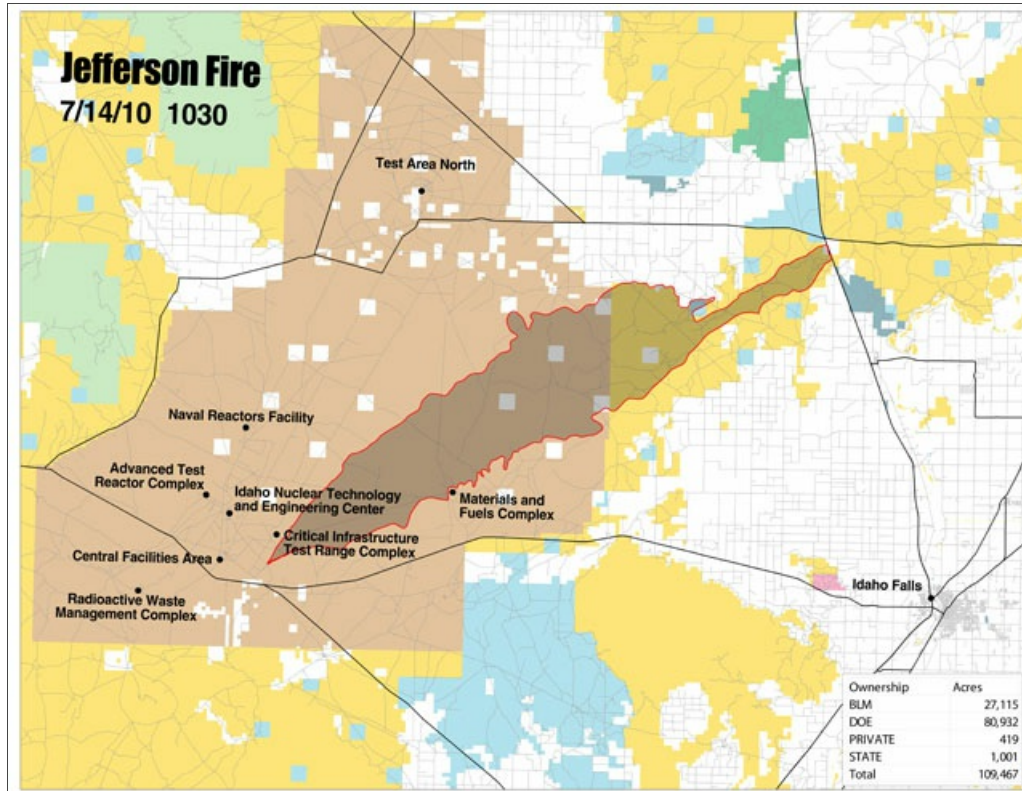 Jefferson Fire
7/14/10 1030
Test Area North
Naval Reactors Facility
Advanced Test
Reactor Complex
Idaho Nuclear Technology
and Engineering Center
Materials and
Fuels Complex
Critical Infrastructure
Test Range Complex
Central Facilities Area
Radioactive Waste
Management Complex
Idaho Falls
Ownership Acres
BLM 27,115
DOE 80,932
PRIVATE 419
STATE 1,001
Total 109,467